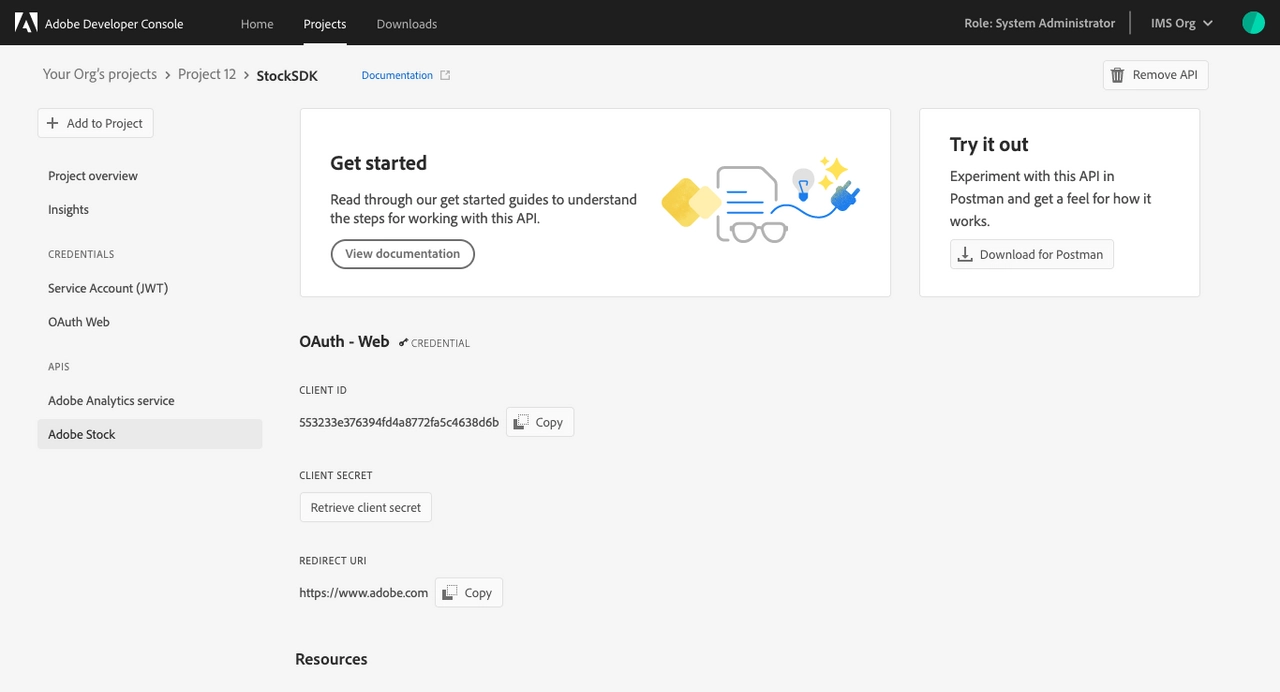 Adobe Developer Console Home Projects Downloads Role: System Administrator IMS Org
Your Org's projects > Project 12 > StockSDK Documentation Remove API
Add to Project
Project overview
Insights
CREDENTIALS
Service Account (JWT)
OAuth Web
APIS
Adobe Analytics service
Adobe Stock
Get started
Read through our get started guides to understand
the steps for working with this API.
View documentation
Try it out
Experiment with this API in
Postman and get a feel for how it
works.
Download for Postman
OAuth - Web CREDENTIAL
CLIENT ID
553233e376394fd4a8772fa5c4638d6b Copy
CLIENT SECRET
Retrieve client secret
REDIRECT URI
https://www.adobe.com Copy
Resources